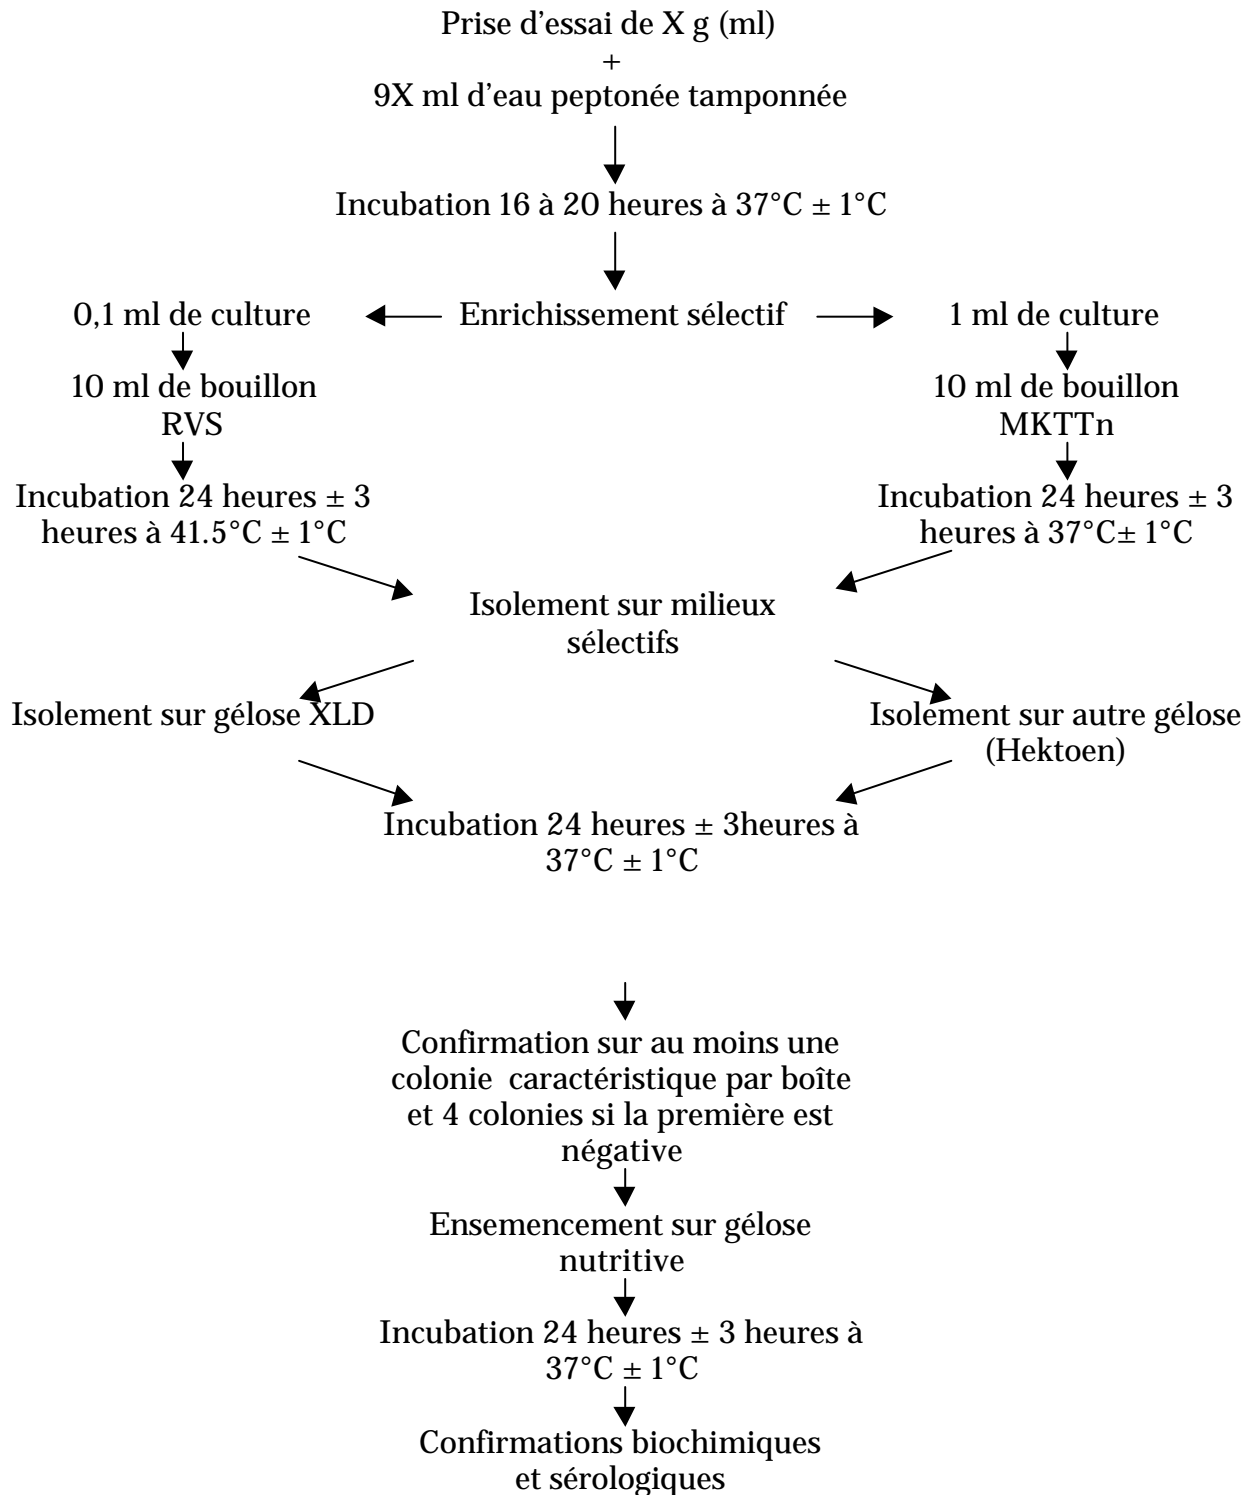 Prise d'essai de X g (ml)
+
9X ml d'eau peptonée tamponnée
Incubation 16 à 20 heures à 37°C ± 1°C
0,1 ml de culture
Enrichissement sélectif
1 ml de culture
10 ml de bouillon
RVS
10 ml de bouillon
MKTTn
Incubation 24 heures ± 3
heures à 41.5°C ± 1°C
Incubation 24 heures ± 3
heures à 37°C± 1°C
Isolement sur milieux
sélectifs
Isolement sur gélose XLD
Isolement sur autre gélose
(Hektoen)
Incubation 24 heures ± 3heures à
37°C ± 1°C
Confirmation sur au moins une
colonie caractéristique par boîte
et 4 colonies si la première est
négative
Ensemencement sur gélose
nutritive
Incubation 24 heures ± 3 heures à
37°C ± 1°C
Confirmations biochimiques
et sérologiques